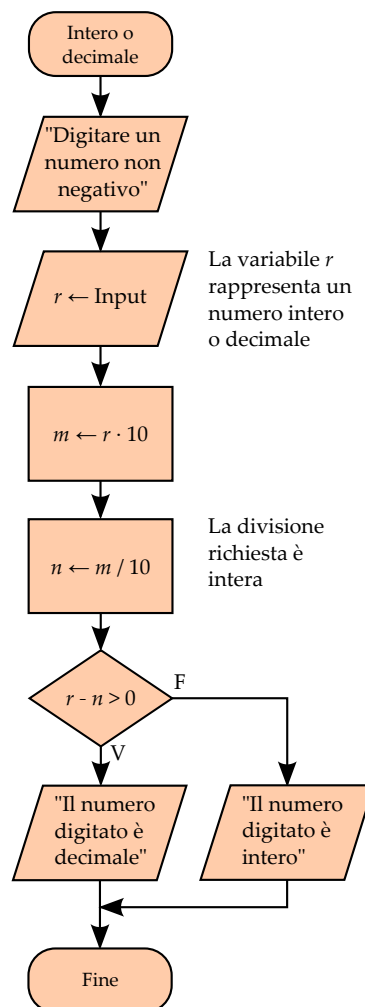 Intero o
decimale
"Digitare un
numero non
negativo"
r ← Input
La variabile r
rappresenta un
numero intero
o decimale
m ← r · 10
n ← m / 10
La divisione
richiesta è
intera
r - n > 0
F
V
"Il numero
digitato è
decimale"
"Il numero
digitato è
intero"
Fine